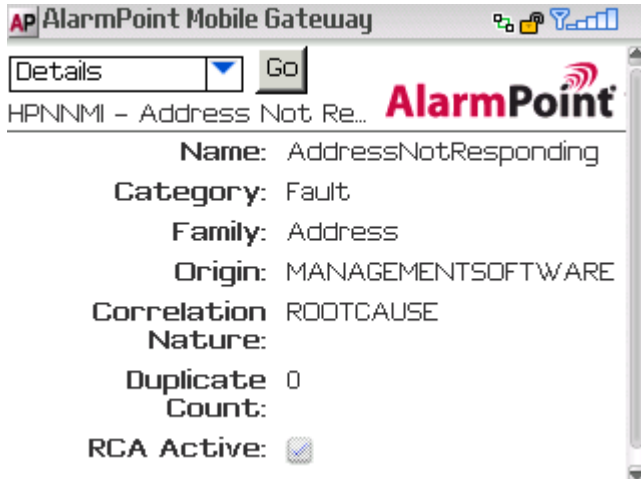 AP AlarmPoint Mobile Gateway
Details Go
AlarmPoint
HPNNMI – Address Not Re...
Name: AddressNotResponding
Category: Fault
Family: Address
Origin: MANAGEMENTSOFTWARE
Correlation ROOTCAUSE
Nature:
Duplicate 0
Count:
RCA Active: